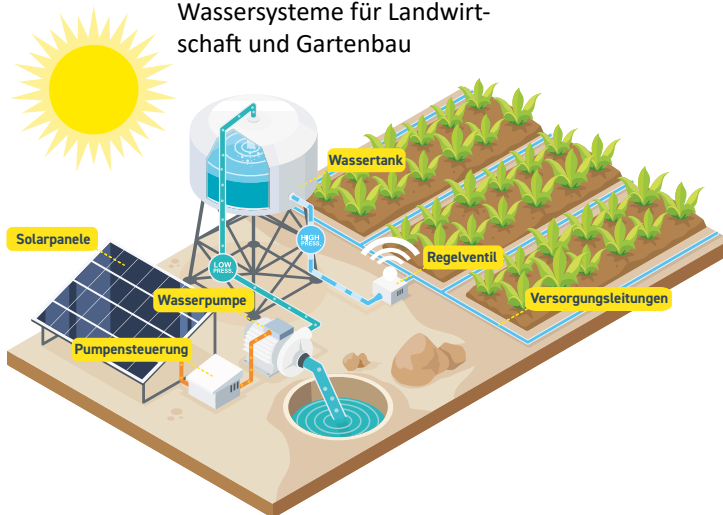 Wassersysteme für Landwirt-
schaft und Gartenbau
Wassertank
Solarpanele
HIGH
PRESS.
Regelventil
LOW
PRESS.
Wasserpumpe
Versorgungsleitungen
Pumpensteuerung